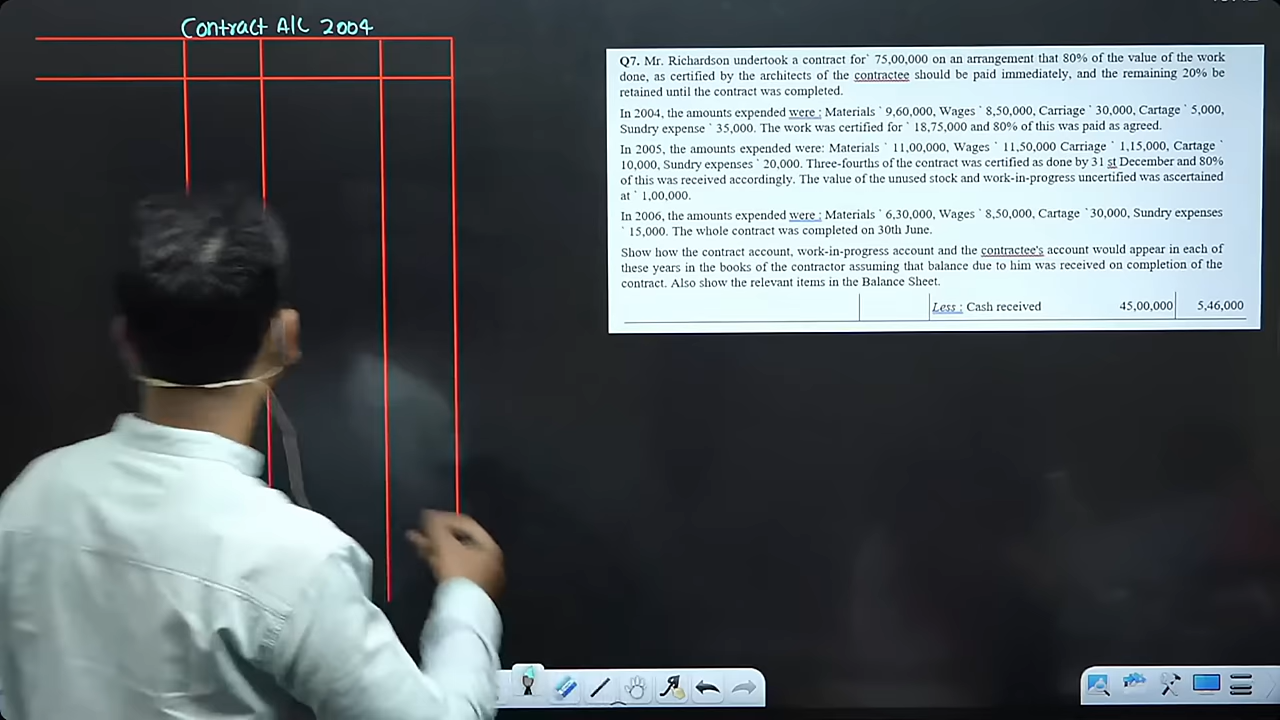 Contract A/C 2004
Q7. Mr. Richardson undertook a contract for` 75,00,000 on an arrangement that 80% of the value of the work
done, as certified by the architects of the contractee should be paid immediately, and the remaining 20% be
retained until the contract was completed.
In 2004, the amounts expended were : Materials ` 9,60,000, Wages ` 8,50,000, Carriage ` 30,000, Cartage ` 5,000,
Sundry expense ` 35,000. The work was certified for ` 18,75,000 and 80% of this was paid as agreed.
In 2005, the amounts expended were: Materials ` 11,00,000, Wages ` 11,50,000 Carriage ` 1,15,000, Cartage `
10,000, Sundry expenses ` 20,000. Three-fourths of the contract was certified as done by 31 st December and 80%
of this was received accordingly. The value of the unused stock and work-in-progress uncertified was ascertained
at ` 1,00,000.
In 2006, the amounts expended were : Materials ` 6,30,000, Wages ` 8,50,000, Cartage ` 30,000, Sundry expenses
` 15,000. The whole contract was completed on 30th June.
Show how the contract account, work-in-progress account and the contractee's account would appear in each of
these years in the books of the contractor assuming that balance due to him was received on completion of the
contract. Also show the relevant items in the Balance Sheet.
Less : Cash received 45,00,000 5,46,000